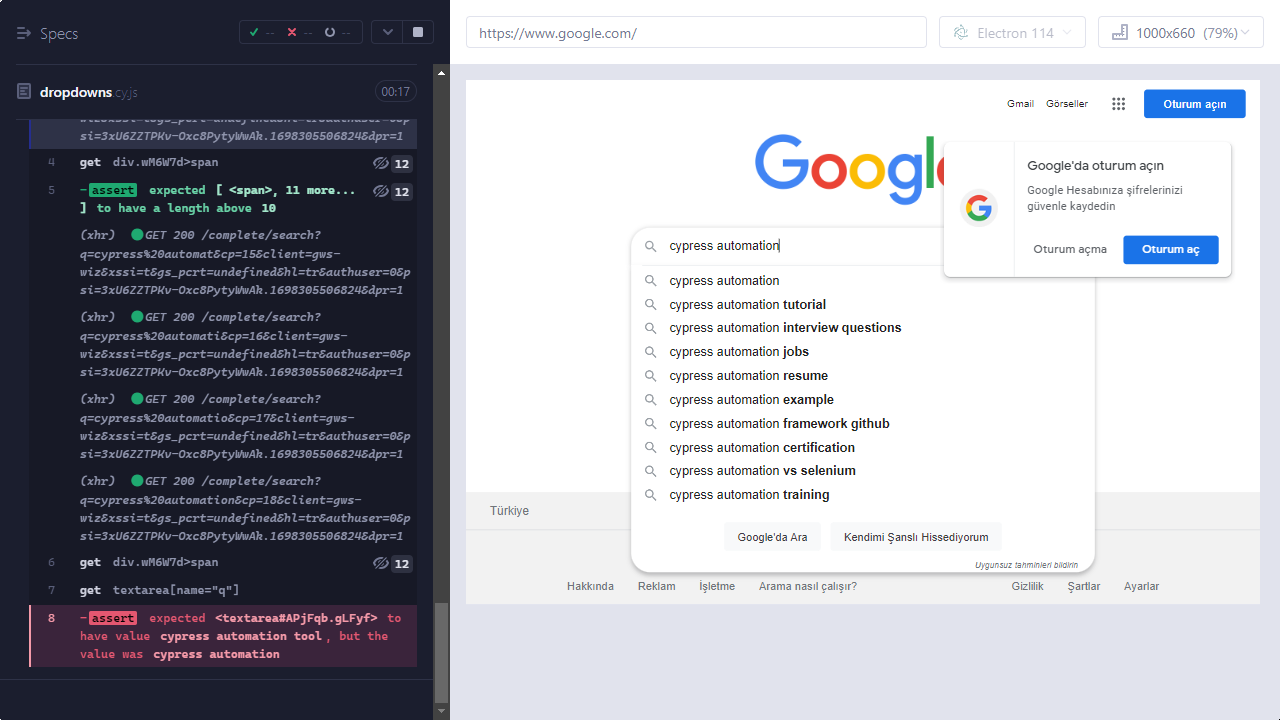 Specs
-- -- --
dropdowns.cy.js
00:17
wiz&xssi=t&gs_pcrt=undefined&hl=tr&authuser=0&p
si=3xU6ZZTPKv-Oxc8PytyWwAk.1698305506824&dpr=1
4 get div.wM6W7d>span 12
5 -assert expected [ <span>, 11 more... 12
] to have a length above 10
(xhr) GET 200 /complete/search?
q=cypress%20automat&cp=15&client=gws-
wiz&xssi=t&gs_pcrt=undefined&hl=tr&authuser=0&p
si=3xU6ZZTPKv-Oxc8PytyWwAk.1698305506824&dpr=1
(xhr) GET 200 /complete/search?
q=cypress%20automati&cp=16&client=gws-
wiz&xssi=t&gs_pcrt=undefined&hl=tr&authuser=0&p
si=3xU6ZZTPKv-Oxc8PytyWwAk.1698305506824&dpr=1
(xhr) GET 200 /complete/search?
q=cypress%20automatio&cp=17&client=gws-
wiz&xssi=t&gs_pcrt=undefined&hl=tr&authuser=0&p
si=3xU6ZZTPKv-Oxc8PytyWwAk.1698305506824&dpr=1
(xhr) GET 200 /complete/search?
q=cypress%20automation&cp=18&client=gws-
wiz&xssi=t&gs_pcrt=undefined&hl=tr&authuser=0&p
si=3xU6ZZTPKv-Oxc8PytyWwAk.1698305506824&dpr=1
6 get div.wM6W7d>span 12
7 get textarea[name="q"]
8 -assert expected <textarea#APjFqb.gLFyf> to
have value cypress automation tool, but the
value was cypress automation
https://www.google.com/
Electron 114
1000x660 (79%)
Gmail Görseller
Oturum açın
Google
Google'da oturum açın
Google Hesabınıza şifrelerinizi
güvenle kaydedin
Oturum açma
Oturum aç
cypress automation
cypress automation
cypress automation tutorial
cypress automation interview questions
cypress automation jobs
cypress automation resume
cypress automation example
cypress automation framework github
cypress automation certification
cypress automation vs selenium
cypress automation training
Google'da Ara
Kendimi Şanslı Hissediyorum
Uygunsuz tahminleri bildirin
Türkiye
Hakkında Reklam İşletme Arama nasıl çalışır? Gizlilik Şartlar Ayarlar